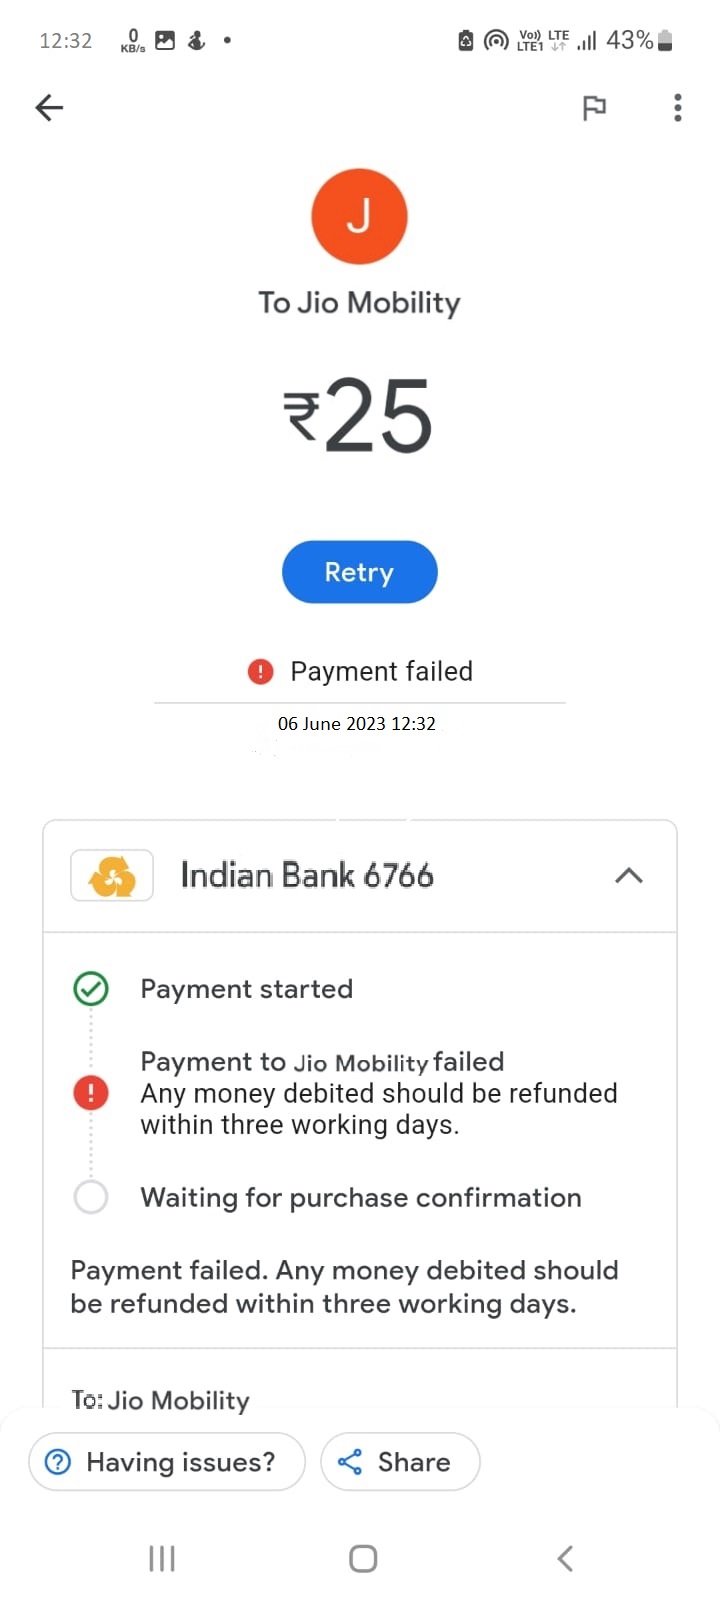 12:32 0 KB/s Vo)) LTE LTE1 43%
J
To Jio Mobility
₹25
Retry
! Payment failed
06 June 2023 12:32
Indian Bank 6766
Payment started
Payment to Jio Mobility failed
! Any money debited should be refunded
within three working days.
Waiting for purchase confirmation
Payment failed. Any money debited should
be refunded within three working days.
To: Jio Mobility
? Having issues? Share